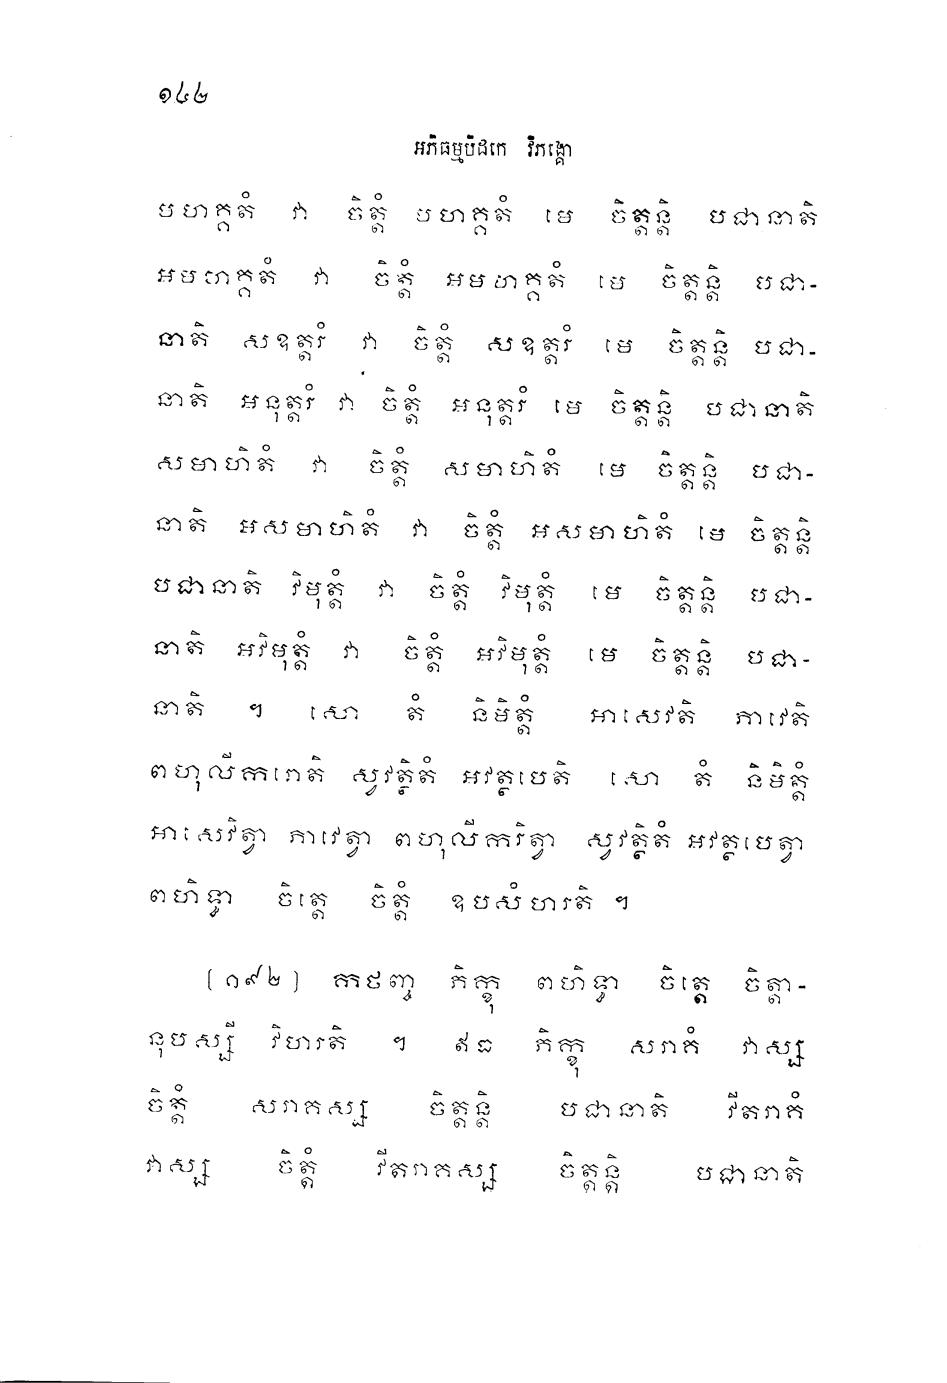 ១៤២
អភិធម្មបិដកេ វិភង្គោ
មហគ្គតំ វា ចិត្តំ មហគ្គតំ មេ ចិត្តន្តិ បជានាតិ
អមហគ្គតំ វា ចិត្តំ អមហគ្គតំ មេ ចិត្តន្តិ បជា-
នាតិ សឧត្តរំ វា ចិត្តំ សឧត្តរំ មេ ចិត្តន្តិ បជា-
នាតិ អនុត្តរំ វា ចិត្តំ អនុត្តរំ មេ ចិត្តន្តិ បជានាតិ
សមាហិតំ វា ចិត្តំ សមាហិតំ មេ ចិត្តន្តិ បជា-
នាតិ អសមាហិតំ វា ចិត្តំ អសមាហិតំ មេ ចិត្តន្តិ
បជានាតិ វិមុត្តំ វា ចិត្តំ វិមុត្តំ មេ ចិត្តន្តិ បជា-
នាតិ អវិមុត្តំ វា ចិត្តំ អវិមុត្តំ មេ ចិត្តន្តិ បជា-
នាតិ ។ សោ តំ និមិត្តំ អាសេវតិ ភាវេតិ
ពហុលីករោតិ ស្វវត្ថិតំ អវត្ថបេតិ សោ តំ និមិត្តំ
អាសេវិត្វា ភាវេត្វា ពហុលីករិត្វា ស្វវត្ថិតំ អវត្ថបេត្វា
ពហិទ្ធា ចិត្តេ ចិត្តំ ឧបសំហរតិ ។
[១៩២] កថញ្ច ភិក្ខុ ពហិទ្ធា ចិត្តេ ចិត្តា-
នុបស្សី វិហរតិ ។ ឥធ ភិក្ខុ សរាគំ វាស្ស
ចិត្តំ សរាគស្ស ចិត្តន្តិ បជានាតិ វីតរាគំ
វាស្ស ចិត្តំ វីតរាគស្ស ចិត្តន្តិ បជានាតិ